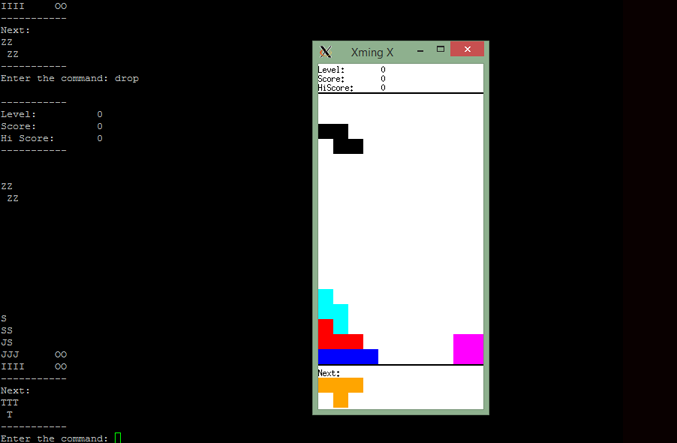 IIII      OO
-----------
Next:
ZZ
 ZZ
-----------
Enter the command: drop
-----------
Level:          0
Score:          0
Hi Score:       0
-----------
ZZ
 ZZ
S
SS
JS
JJJ      OO
IIII      OO
-----------
Next:
TTT
 T
-----------
Enter the command:
Xming X
Level:        0
Score:        0
HiScore:      0
Next: